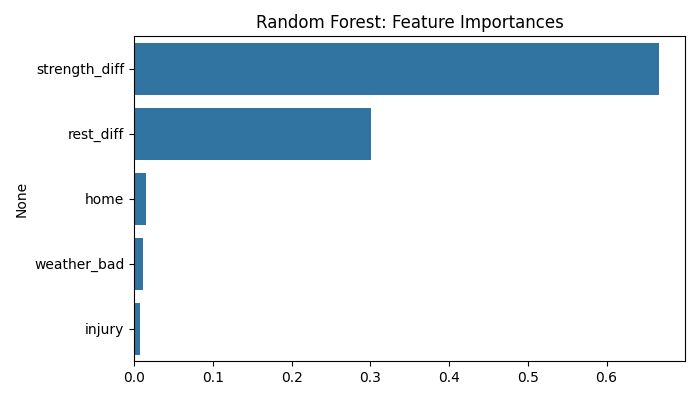 Random Forest: Feature Importances
strength_diff
rest_diff
home
weather_bad
injury
None
0.0 0.1 0.2 0.3 0.4 0.5 0.6